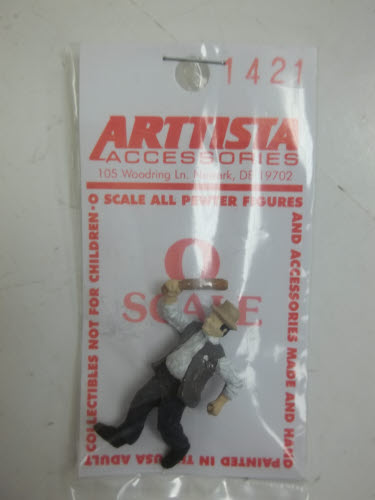 1421
ARTTISTA
ACCESSORIES
105 Woodring Ln. Newark, DE 19702
O SCALE ALL PEWTER FIGURES
AND ACCESSORIES MADE AND HAND
PAINTED IN THE USA ADULT
COLLECTIBLES NOT FOR CHILDREN •
O
SCALE